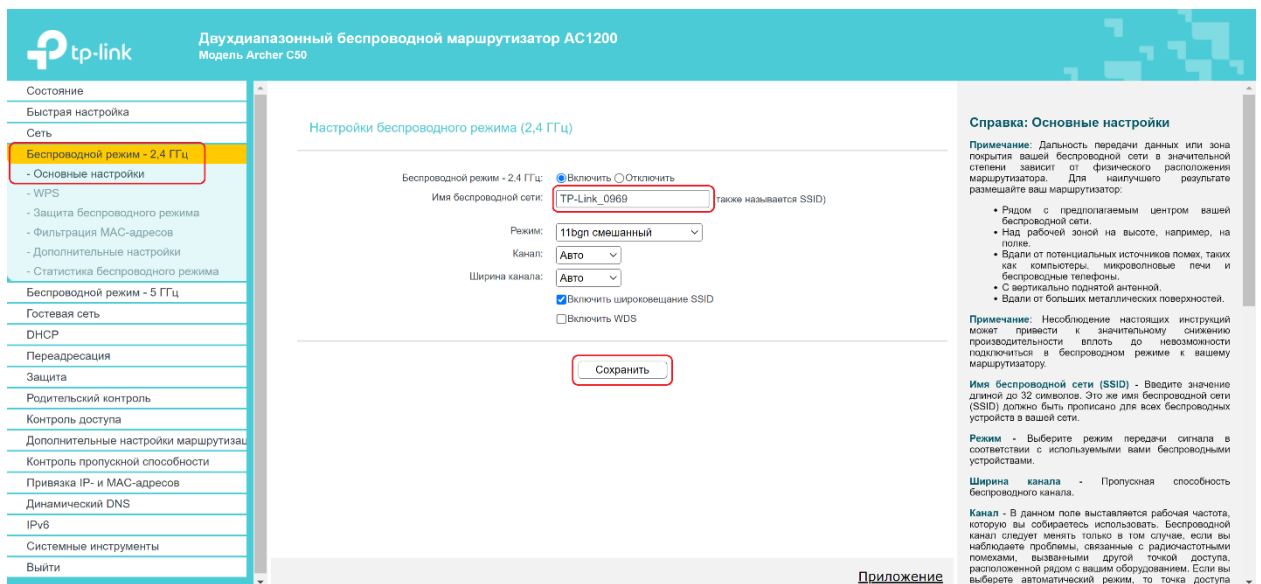 tp-link
Двухдиапазонный беспроводной маршрутизатор AC1200
Модель Archer C50
Состояние
Быстрая настройка
Сеть
Беспроводной режим - 2,4 ГГц
- Основные настройки
- WPS
- Защита беспроводного режима
- Фильтрация MAC-адресов
- Дополнительные настройки
- Статистика беспроводного режима
Беспроводной режим - 5 ГГц
Гостевая сеть
DHCP
Переадресация
Защита
Родительский контроль
Контроль доступа
Дополнительные настройки маршрутизац
Контроль пропускной способности
Привязка IP- и MAC-адресов
Динамический DNS
IPv6
Системные инструменты
Выйти
Настройки беспроводного режима (2,4 ГГц)
Беспроводной режим - 2,4 ГГц: Включить Отключить
Имя беспроводной сети: TP-Link_0969 также называется SSID)
Режим: 11bgn смешанный
Канал: Авто
Ширина канала: Авто
Включить широковещание SSID
Включить WDS
Сохранить
Приложение
Справка: Основные настройки
Примечание: Дальность передачи данных или зона
покрытия вашей беспроводной сети в значительной
степени зависит от физического расположения
маршрутизатора. Для наилучшего результата
размещайте ваш маршрутизатор:
• Рядом с предполагаемым центром вашей
беспроводной сети.
• Над рабочей зоной на высоте, например, на
полке.
• Вдали от потенциальных источников помех, таких
как компьютеры, микроволновые печи и
беспроводные телефоны.
• С вертикально поднятой антенной.
• Вдали от больших металлических поверхностей.
Примечание: Несоблюдение настоящих инструкций
может привести к значительному снижению
производительности вплоть до невозможности
подключиться в беспроводном режиме к вашему
маршрутизатору.
Имя беспроводной сети (SSID) - Введите значение
длиной до 32 символов. Это же имя беспроводной сети
(SSID) должно быть прописано для всех беспроводных
устройств в вашей сети.
Режим - Выберите режим передачи сигнала в
соответствии с используемыми вами беспроводными
устройствами.
Ширина канала - Пропускная способность
беспроводного канала.
Канал - В данном поле выставляется рабочая частота,
которую вы собираетесь использовать. Беспроводной
канал следует менять только в том случае, если вы
наблюдаете проблемы, связанные с радиочастотными
помехами, вызванными другой точкой доступа,
расположенной рядом с вашим оборудованием. Если вы
выберете автоматический режим, то точка доступа